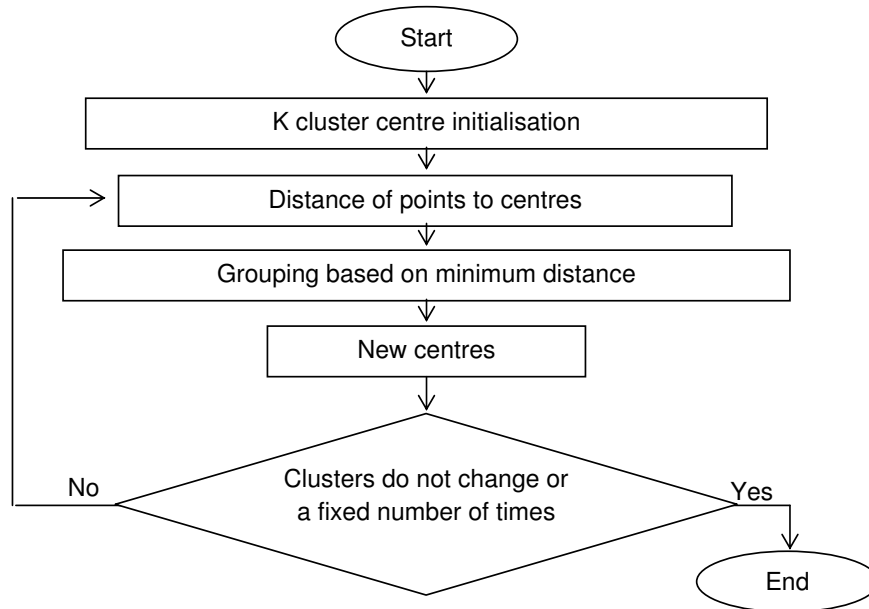 Start
K cluster centre initialisation
Distance of points to centres
Grouping based on minimum distance
New centres
Clusters do not change or
a fixed number of times
No
Yes
End